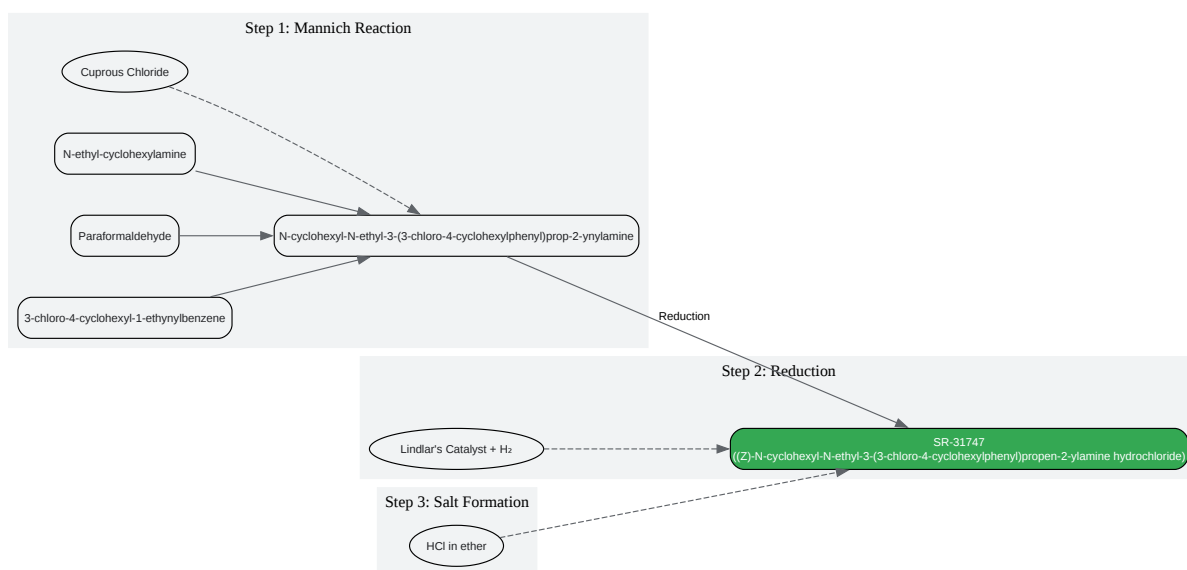 Step 1: Mannich Reaction
Cuprous Chloride
N-ethyl-cyclohexylamine
Paraformaldehyde
N-cyclohexyl-N-ethyl-3-(3-chloro-4-cyclohexylphenyl)prop-2-ynylamine
3-chloro-4-cyclohexyl-1-ethynylbenzene
Reduction
Step 2: Reduction
Lindlar's Catalyst + H₂
SR-31747
((Z)-N-cyclohexyl-N-ethyl-3-(3-chloro-4-cyclohexylphenyl)propen-2-ylamine hydrochloride)
Step 3: Salt Formation
HCl in ether